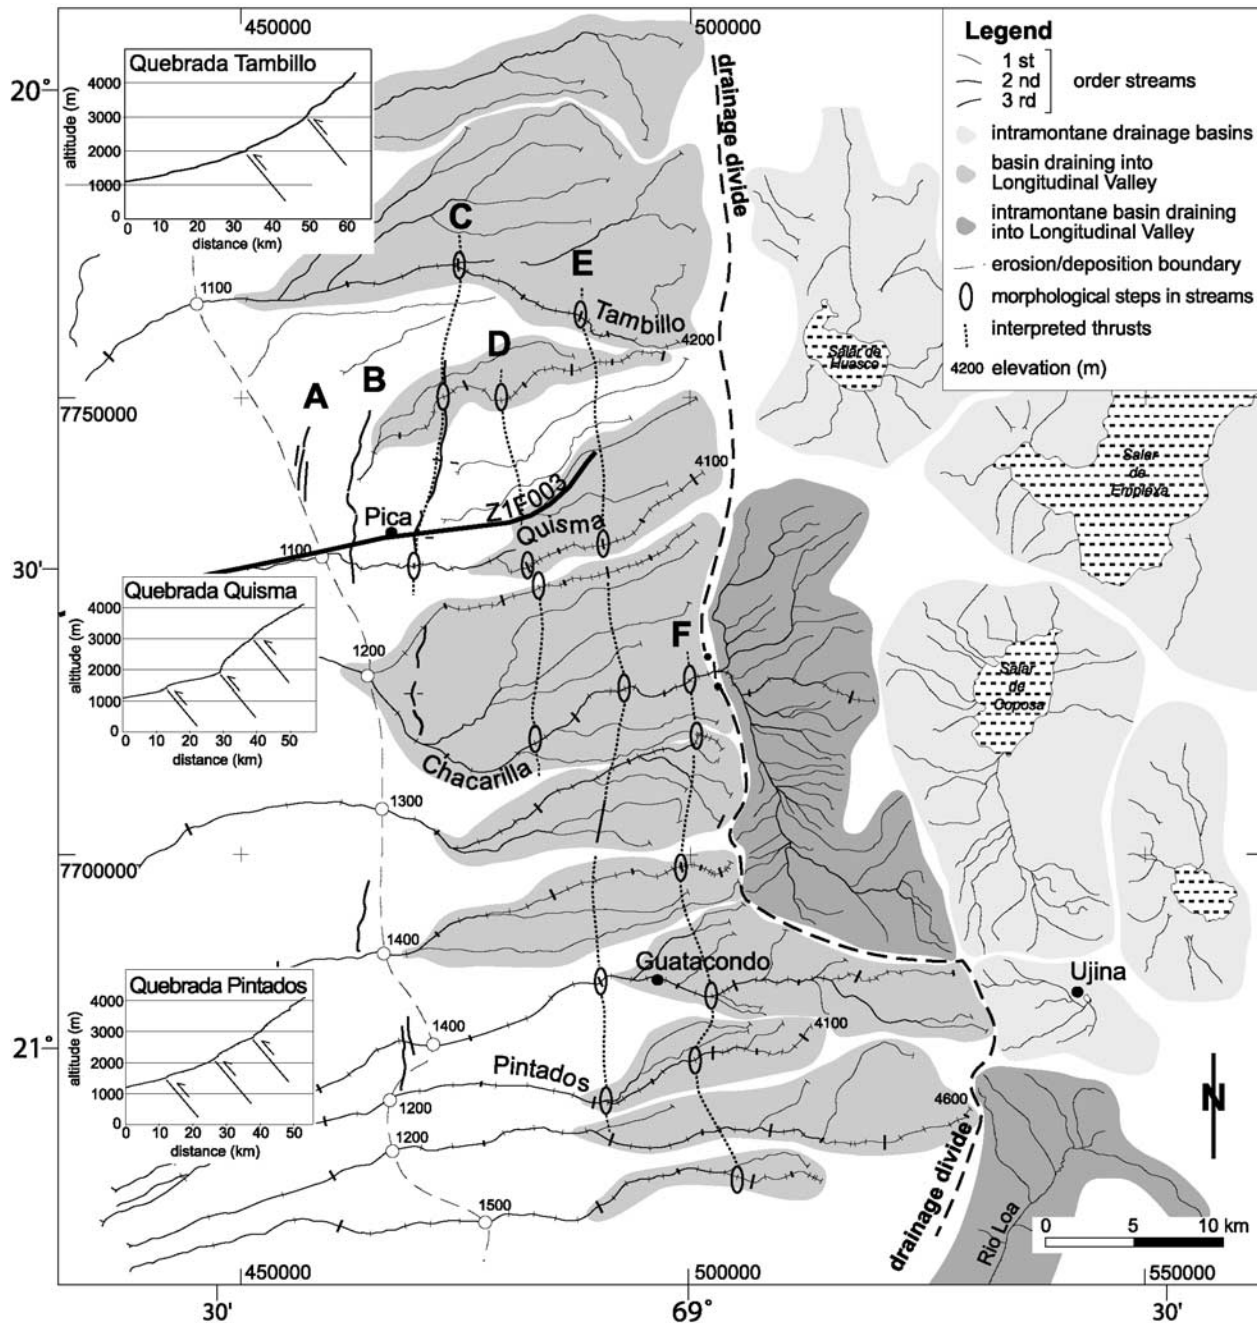 450000
500000
20°
Quebrada Tambillo
altitude (m)
4000
3000
2000
1000
0
0 10 20 30 40 50 60
distance (km)
drainage divide
Legend
1 st
2 nd
3 rd
order streams
intramontane drainage basins
basin draining into
Longitudinal Valley
intramontane basin draining
into Longitudinal Valley
erosion/deposition boundary
morphological steps in streams
interpreted thrusts
4200 elevation (m)
C
E
1100
Tambillo
4200
D
Salar de
Huasco
7750000
A
B
4100
Salar
de
Empexa
Z1F003
Pica
Quisma
1100
30'
Quebrada Quisma
altitude (m)
4000
3000
2000
1000
0
0 10 20 30 40 50
distance (km)
1200
F
Salar
de
Coposa
Chacarilla
1300
7700000
1400
Guatacondo
Ujina
Quebrada Pintados
altitude (m)
4000
3000
2000
1000
0
0 10 20 30 40 50
distance (km)
1400
4100
21°
Pintados
1200
4600
N
1200
drainage divide
1500
Rio Loa
0 5 10 km
450000
500000
550000
30'
69°
30'